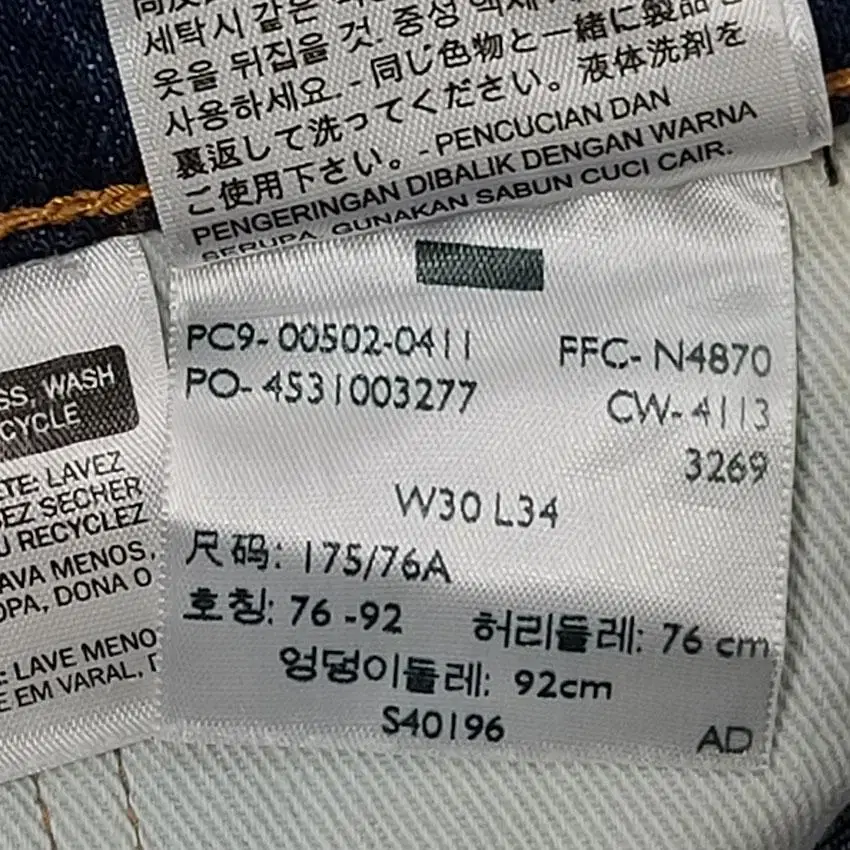 세탁시 같은
옷을 뒤집을 것. 중성
사용하세요. - 同じ色物と一緒に製品を
裏返して洗ってください。液体洗剤を
ご使用下さい。- PENCUCIAN DAN
PENGERINGAN DIBALIK DENGAN WARNA
SERUPA. GUNAKAN SABUN CUCI CAIR.
SS, WASH
CYCLE
TE: LAVEZ
EZ SECHER
U RECYCLEZ
AVA MENOS,
OPA, DONA O
: LAVE MENO
E EM VARAL,
PC9- 00502-0411 FFC- N4870
PO- 4531003277 CW- 4113
3269
W30 L34
尺码: 175/76A
호칭: 76 -92 허리둘레: 76 cm
엉덩이둘레: 92cm
S40196 AD